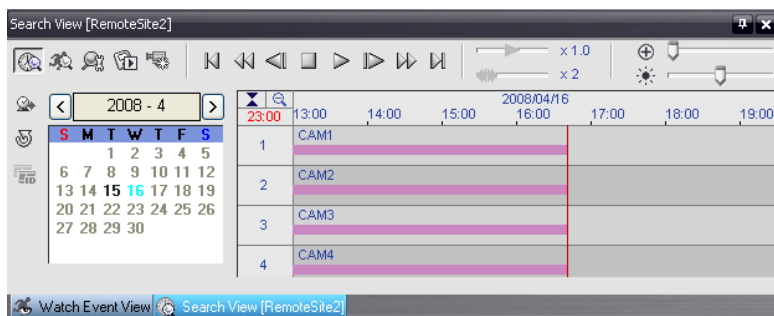 Search View [RemoteSite2]
x 1.0
x 2
2008 - 4
S M T W T F S
1 2 3 4 5
6 7 8 9 10 11 12
13 14 15 16 17 18 19
20 21 22 23 24 25 26
27 28 29 30
2008/04/16
23:00 13:00 14:00 15:00 16:00 17:00 18:00 19:00
1 CAM1
2 CAM2
3 CAM3
4 CAM4
EID
Watch Event View Search View [RemoteSite2]